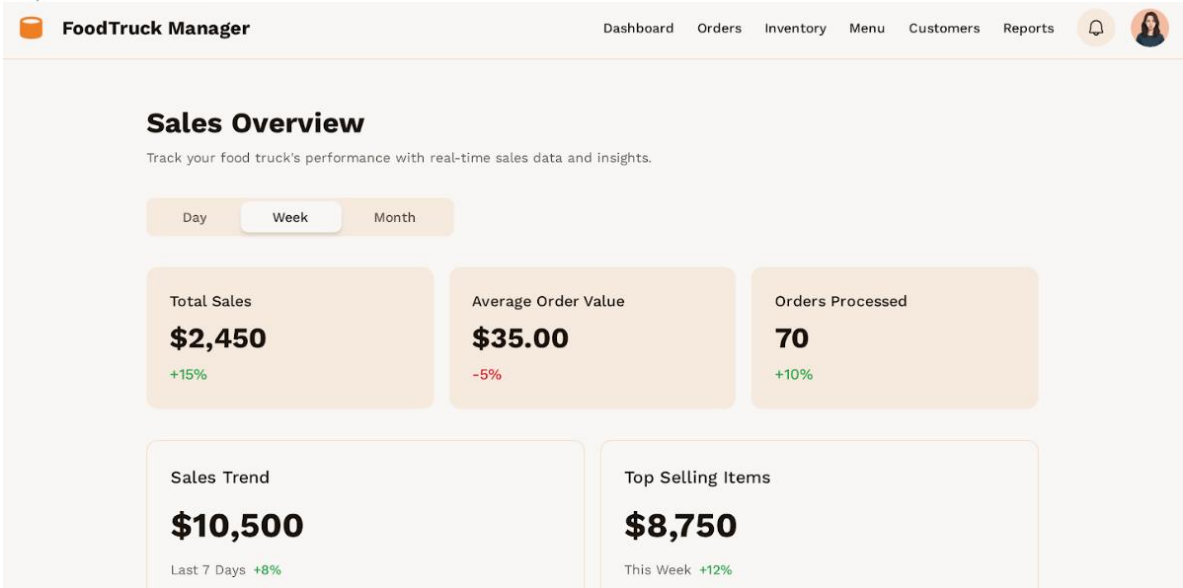 FoodTruck Manager
Dashboard Orders Inventory Menu Customers Reports
Sales Overview
Track your food truck's performance with real-time sales data and insights.
Day Week Month
Total Sales
$2,450
+15%
Average Order Value
$35.00
-5%
Orders Processed
70
+10%
Sales Trend
$10,500
Last 7 Days +8%
Top Selling Items
$8,750
This Week +12%